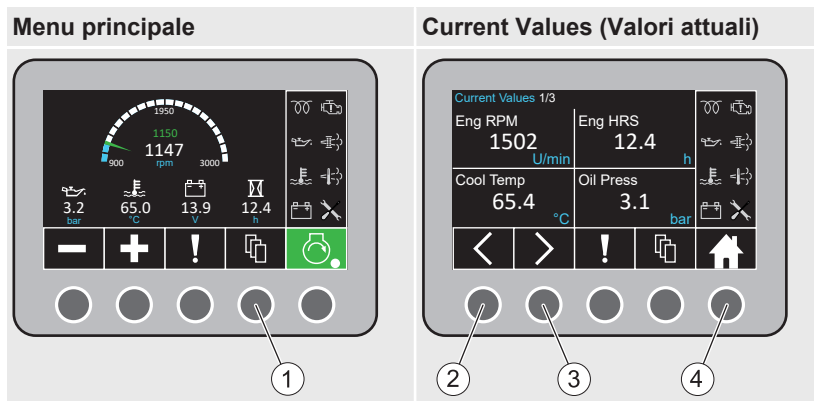 Menu principale
Current Values (Valori attuali)
1950
1150
1147
900 rpm 3000
3.2 65.0 13.9 12.4
bar °C V h
1
Current Values 1/3
Eng RPM Eng HRS
1502 12.4
U/min h
Cool Temp Oil Press
65.4 3.1
°C bar
2 3 4